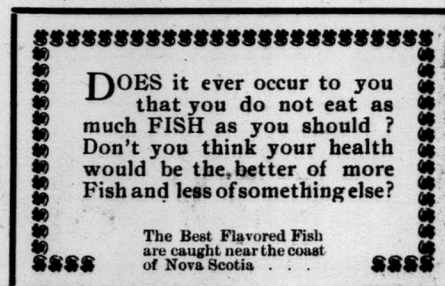 DOES it ever occur to you
that you do not eat as
much FISH as you should ?
Don't you think your health
would be the, better of more
Fish and less of something else?
The Best Flavored Fish
are caught near the coast
of Nova Scotia . . .